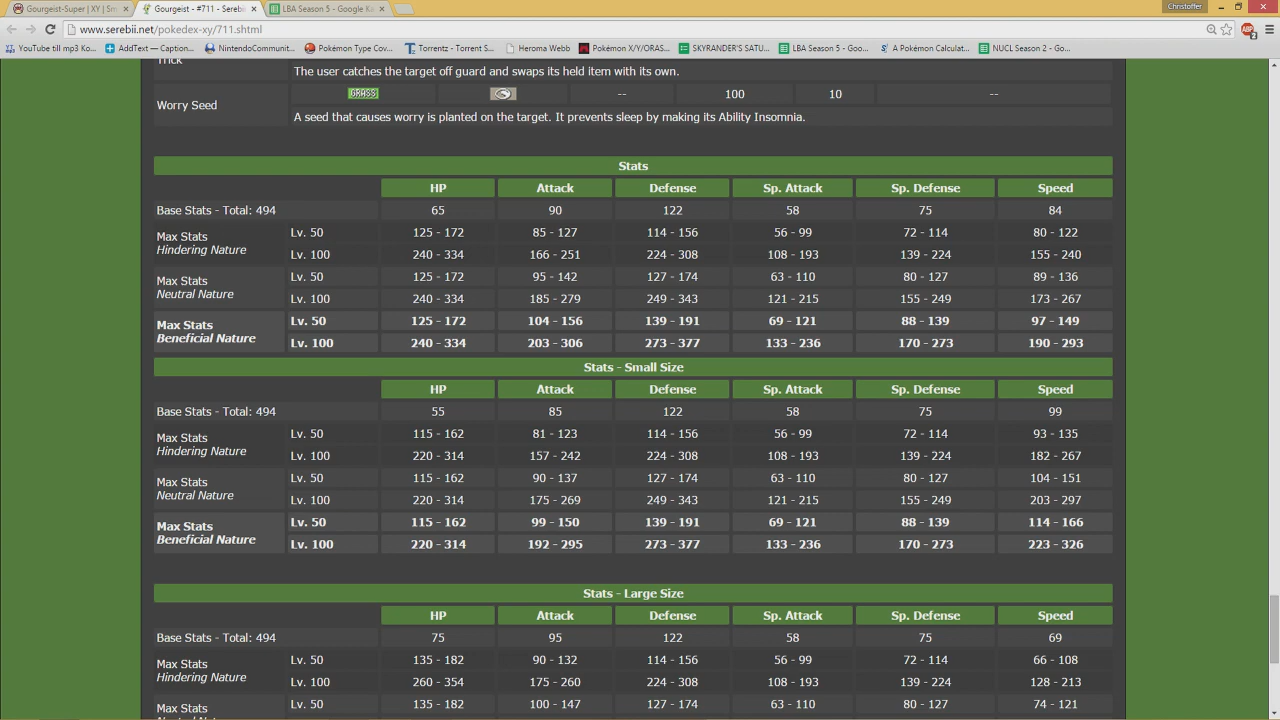 Gourgeist-Super | XY | Sm
Gourgeist - #711 - Serebi
LBA Season 5 - Google Ka
Christoffer
www.serebii.net/pokedex-xy/711.shtml
YouTube till mp3 Ko...
AddText — Caption...
NintendoCommunit...
Pokémon Type Cov...
Torrentz - Torrent S...
Heroma Webb
Pokémon X/Y/ORAS...
SKYRANDER'S SATU...
LBA Season 5 - Goo...
A Pokémon Calculat...
NUCL Season 2 - Go...
Trick
The user catches the target off guard and swaps its held item with its own.
Worry Seed GRASS -- 100 10 --
A seed that causes worry is planted on the target. It prevents sleep by making its Ability Insomnia.
Stats
HP Attack Defense Sp. Attack Sp. Defense Speed
Base Stats - Total: 494 65 90 122 58 75 84
Max Stats
Hindering Nature
Lv. 50 125 - 172 85 - 127 114 - 156 56 - 99 72 - 114 80 - 122
Lv. 100 240 - 334 166 - 251 224 - 308 108 - 193 139 - 224 155 - 240
Max Stats
Neutral Nature
Lv. 50 125 - 172 95 - 142 127 - 174 63 - 110 80 - 127 89 - 136
Lv. 100 240 - 334 185 - 279 249 - 343 121 - 215 155 - 249 173 - 267
Max Stats
Beneficial Nature
Lv. 50 125 - 172 104 - 156 139 - 191 69 - 121 88 - 139 97 - 149
Lv. 100 240 - 334 203 - 306 273 - 377 133 - 236 170 - 273 190 - 293
Stats - Small Size
HP Attack Defense Sp. Attack Sp. Defense Speed
Base Stats - Total: 494 55 85 122 58 75 99
Max Stats
Hindering Nature
Lv. 50 115 - 162 81 - 123 114 - 156 56 - 99 72 - 114 93 - 135
Lv. 100 220 - 314 157 - 242 224 - 308 108 - 193 139 - 224 182 - 267
Max Stats
Neutral Nature
Lv. 50 115 - 162 90 - 137 127 - 174 63 - 110 80 - 127 104 - 151
Lv. 100 220 - 314 175 - 269 249 - 343 121 - 215 155 - 249 203 - 297
Max Stats
Beneficial Nature
Lv. 50 115 - 162 99 - 150 139 - 191 69 - 121 88 - 139 114 - 166
Lv. 100 220 - 314 192 - 295 273 - 377 133 - 236 170 - 273 223 - 326
Stats - Large Size
HP Attack Defense Sp. Attack Sp. Defense Speed
Base Stats - Total: 494 75 95 122 58 75 69
Max Stats
Hindering Nature
Lv. 50 135 - 182 90 - 132 114 - 156 56 - 99 72 - 114 66 - 108
Lv. 100 260 - 354 175 - 260 224 - 308 108 - 193 139 - 224 128 - 213
Max Stats
Lv. 50 135 - 182 100 - 147 127 - 174 63 - 110 80 - 127 74 - 121